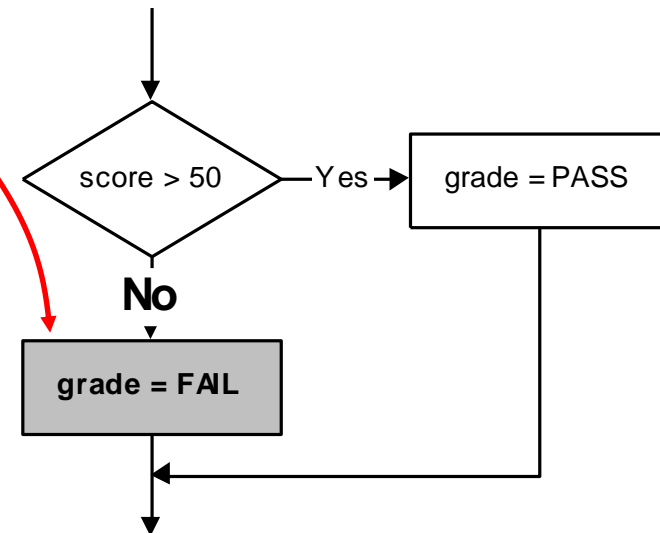 score > 50
Yes
grade = PASS
No
grade = FAIL